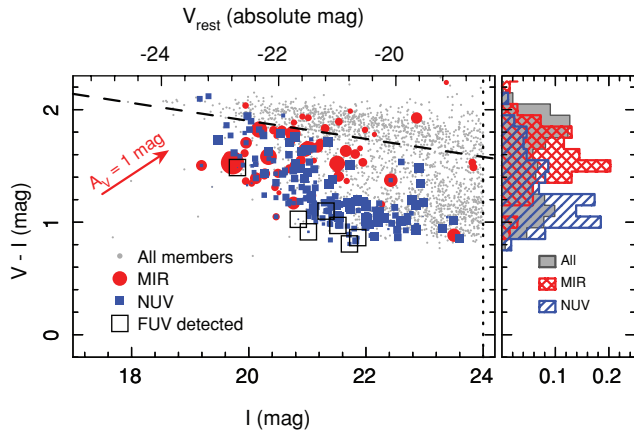 V_rest (absolute mag)
-24 -22 -20
2
1
0
V - I (mag)
A_V = 1 mag
All members
MIR
NUV
FUV detected
All
MIR
NUV
18 20 22 24
0.1 0.2
I (mag)